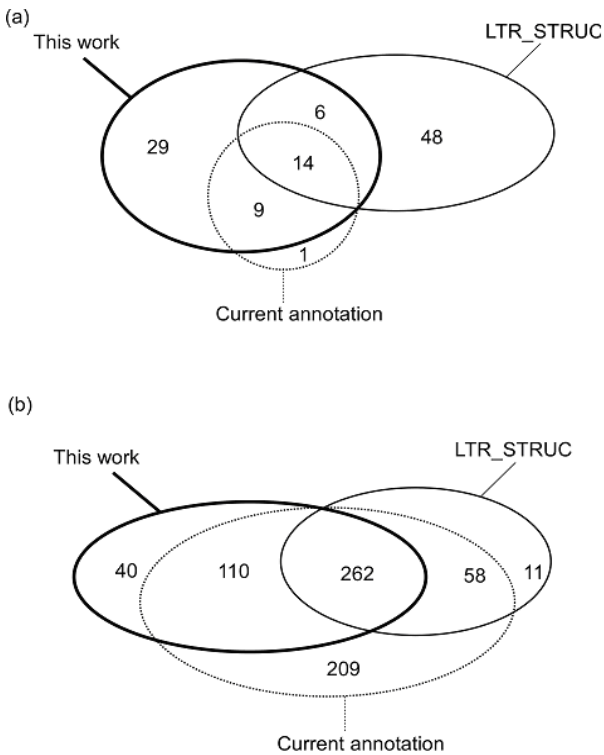 (a)
This work
LTR_STRUC
6
29
48
14
9
1
Current annotation
(b)
This work
LTR_STRUC
40
110
262
58
11
209
Current annotation